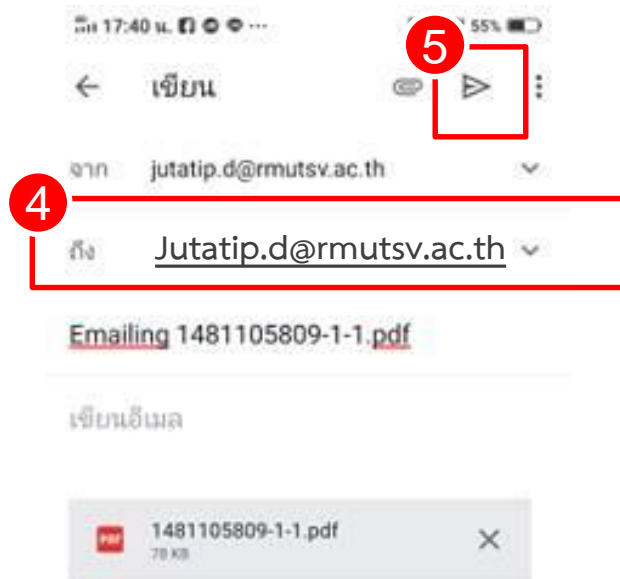 17:40 น. ... 55%
5
เขียน
จาก jutatip.d@rmutsv.ac.th
4
ถึง Jutatip.d@rmutsv.ac.th
Emailing 1481105809-1-1.pdf
เขียนอีเมล
PDF 1481105809-1-1.pdf
78 KB